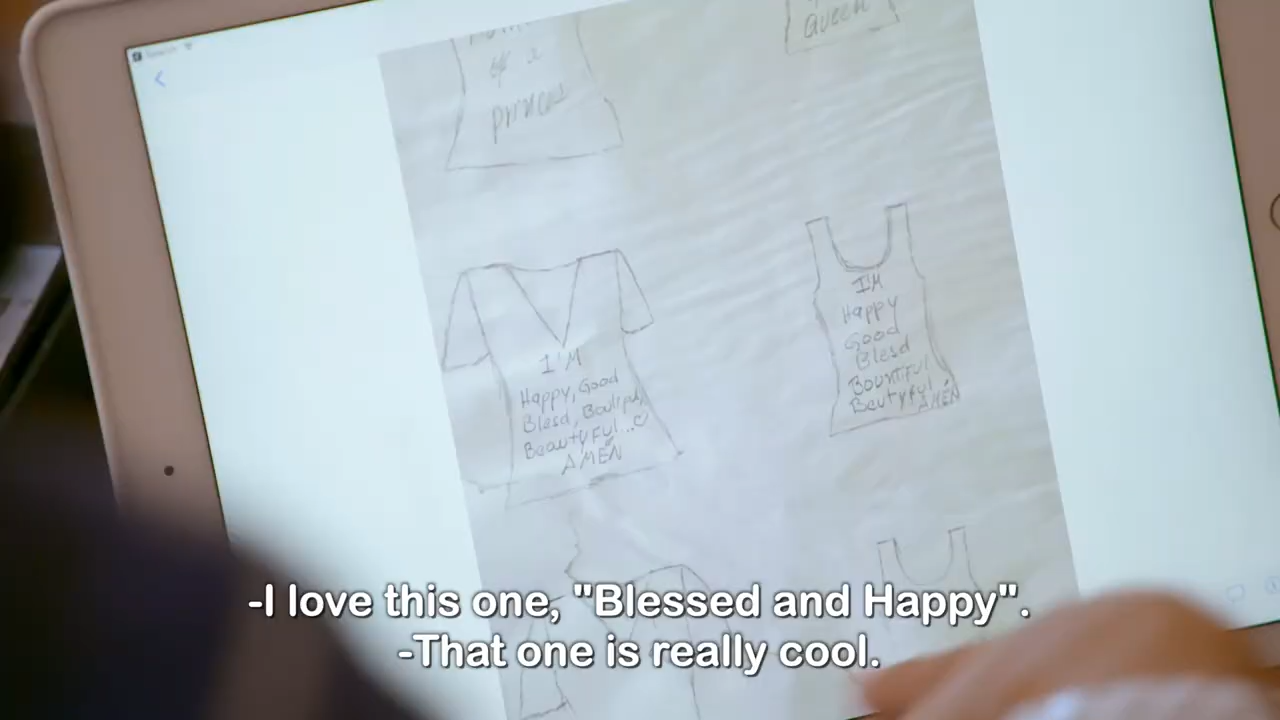 of a
princess
Queen
I'M
Happy, Good
Blesd, Boutiful,
Beautyful...
AMEN
I'M
Happy
Good
Blesd
Bountiful
Beutyful
AMEN
-I love this one, "Blessed and Happy".
-That one is really cool.